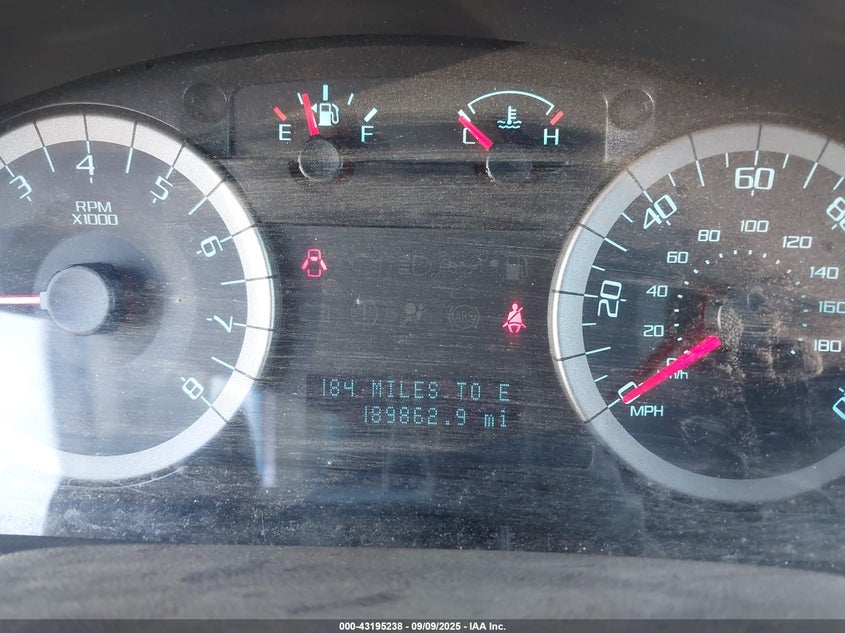 E F
C H
3 4 5 6 7 8
RPM
X1000
0 20 40 60
MPH
20 40 60 80 100 120 140 160 180
184 MILES TO E
189862.9 mi
000-43195238 - 09/09/2025 - IAA Inc.